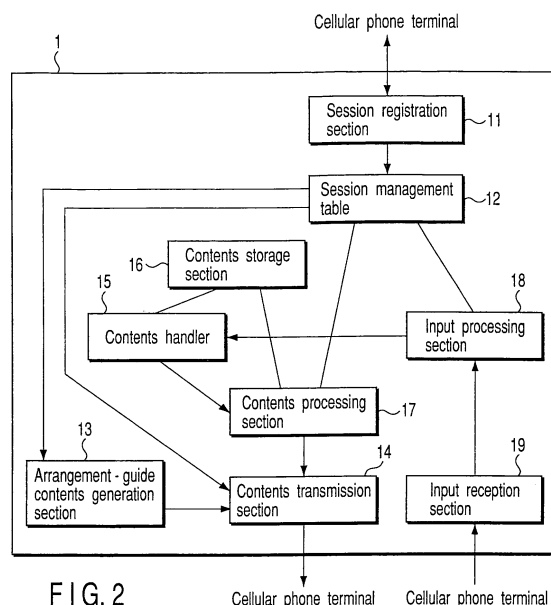 Cellular phone terminal
1
Session registration
section
11
Session management
table
12
16
Contents storage
section
15
Contents handler
18
Input processing
section
Contents processing
section
17
13
Arrangement-guide
contents generation
section
14
Contents transmission
section
19
Input reception
section
FIG. 2
Cellular phone terminal
Cellular phone terminal